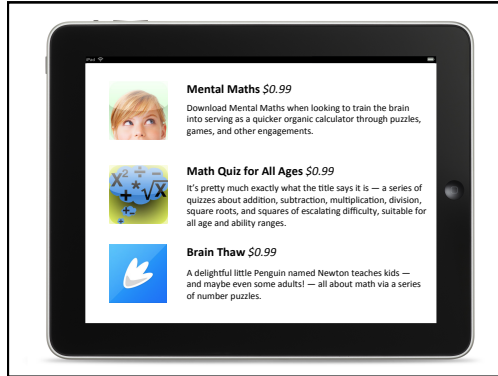 iPad
Mental Maths $0.99
Download Mental Maths when looking to train the brain
into serving as a quicker organic calculator through puzzles,
games, and other engagements.
Math Quiz for All Ages $0.99
It's pretty much exactly what the title says it is — a series of
quizzes about addition, subtraction, multiplication, division,
square roots, and squares of escalating difficulty, suitable for
all age and ability ranges.
X² ÷ −
+ * √X
+ −
Brain Thaw $0.99
A delightful little Penguin named Newton teaches kids —
and maybe even some adults! — all about math via a series
of number puzzles.